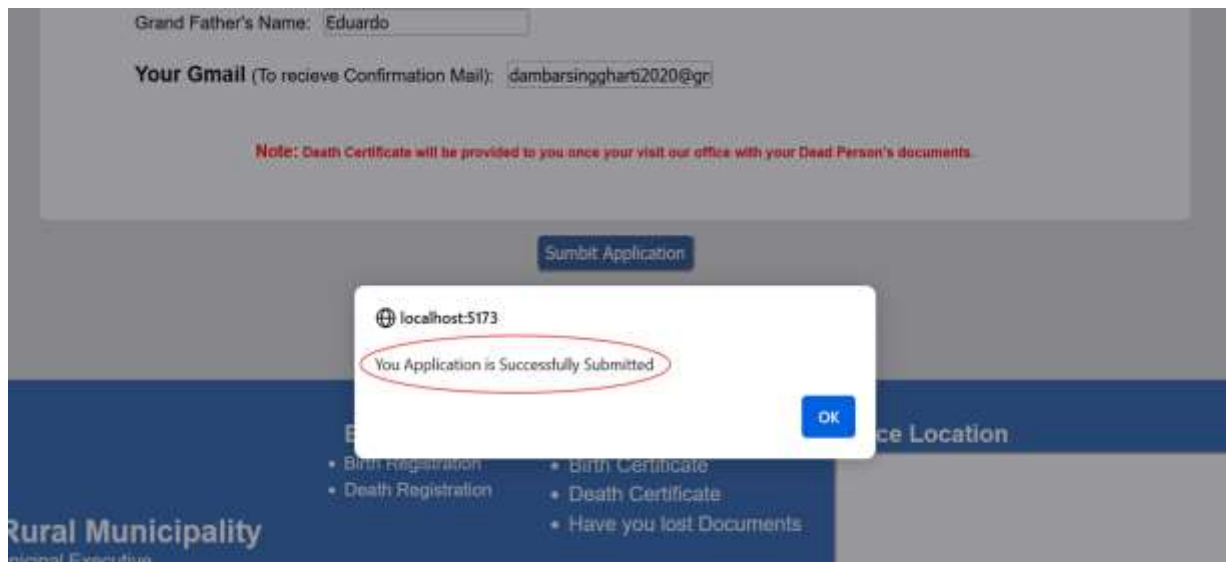 Grand Father's Name: Eduardo
Your Gmail (To recieve Confirmation Mail): dambarsinggharti2020@gr
Note: Death Certificate will be provided to you once your visit our office with your Dead Person's documents.
Sumbit Application
localhost:5173
You Application is Successfully Submitted
OK
ce Location
Birth Registration
Death Registration
Birth Certificate
Death Certificate
Have you lost Documents
Rural Municipality
nicipal Executive